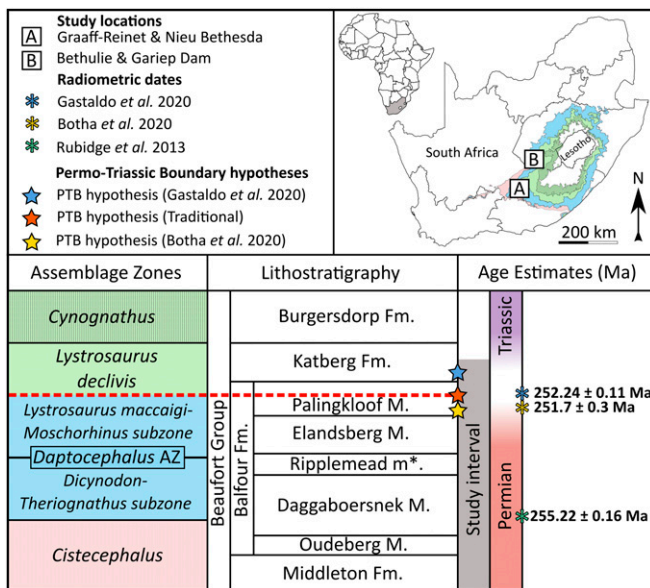 Study locations
A Graaff-Reinet & Nieu Bethesda
B Bethulie & Gariep Dam
Radiometric dates
Gastaldo et al. 2020
Botha et al. 2020
Rubidge et al. 2013
Permo-Triassic Boundary hypotheses
PTB hypothesis (Gastaldo et al. 2020)
PTB hypothesis (Traditional)
PTB hypothesis (Botha et al. 2020)
South Africa
Lesotho
B
A
N
200 km
Assemblage Zones
Lithostratigraphy
Age Estimates (Ma)
Cynognathus
Lystrosaurus
declivis
Lystrosaurus maccaigi-
Moschorhinus subzone
Daptocephalus AZ
Dicynodon-
Theriognathus subzone
Cistecephalus
Beaufort Group
Balfour Fm.
Burgersdorp Fm.
Katberg Fm.
Palingkloof M.
Elandsberg M.
Ripplemead m*.
Daggaboersnek M.
Oudeberg M.
Middleton Fm.
Study interval
Triassic
Permian
252.24 ± 0.11 Ma
251.7 ± 0.3 Ma
255.22 ± 0.16 Ma